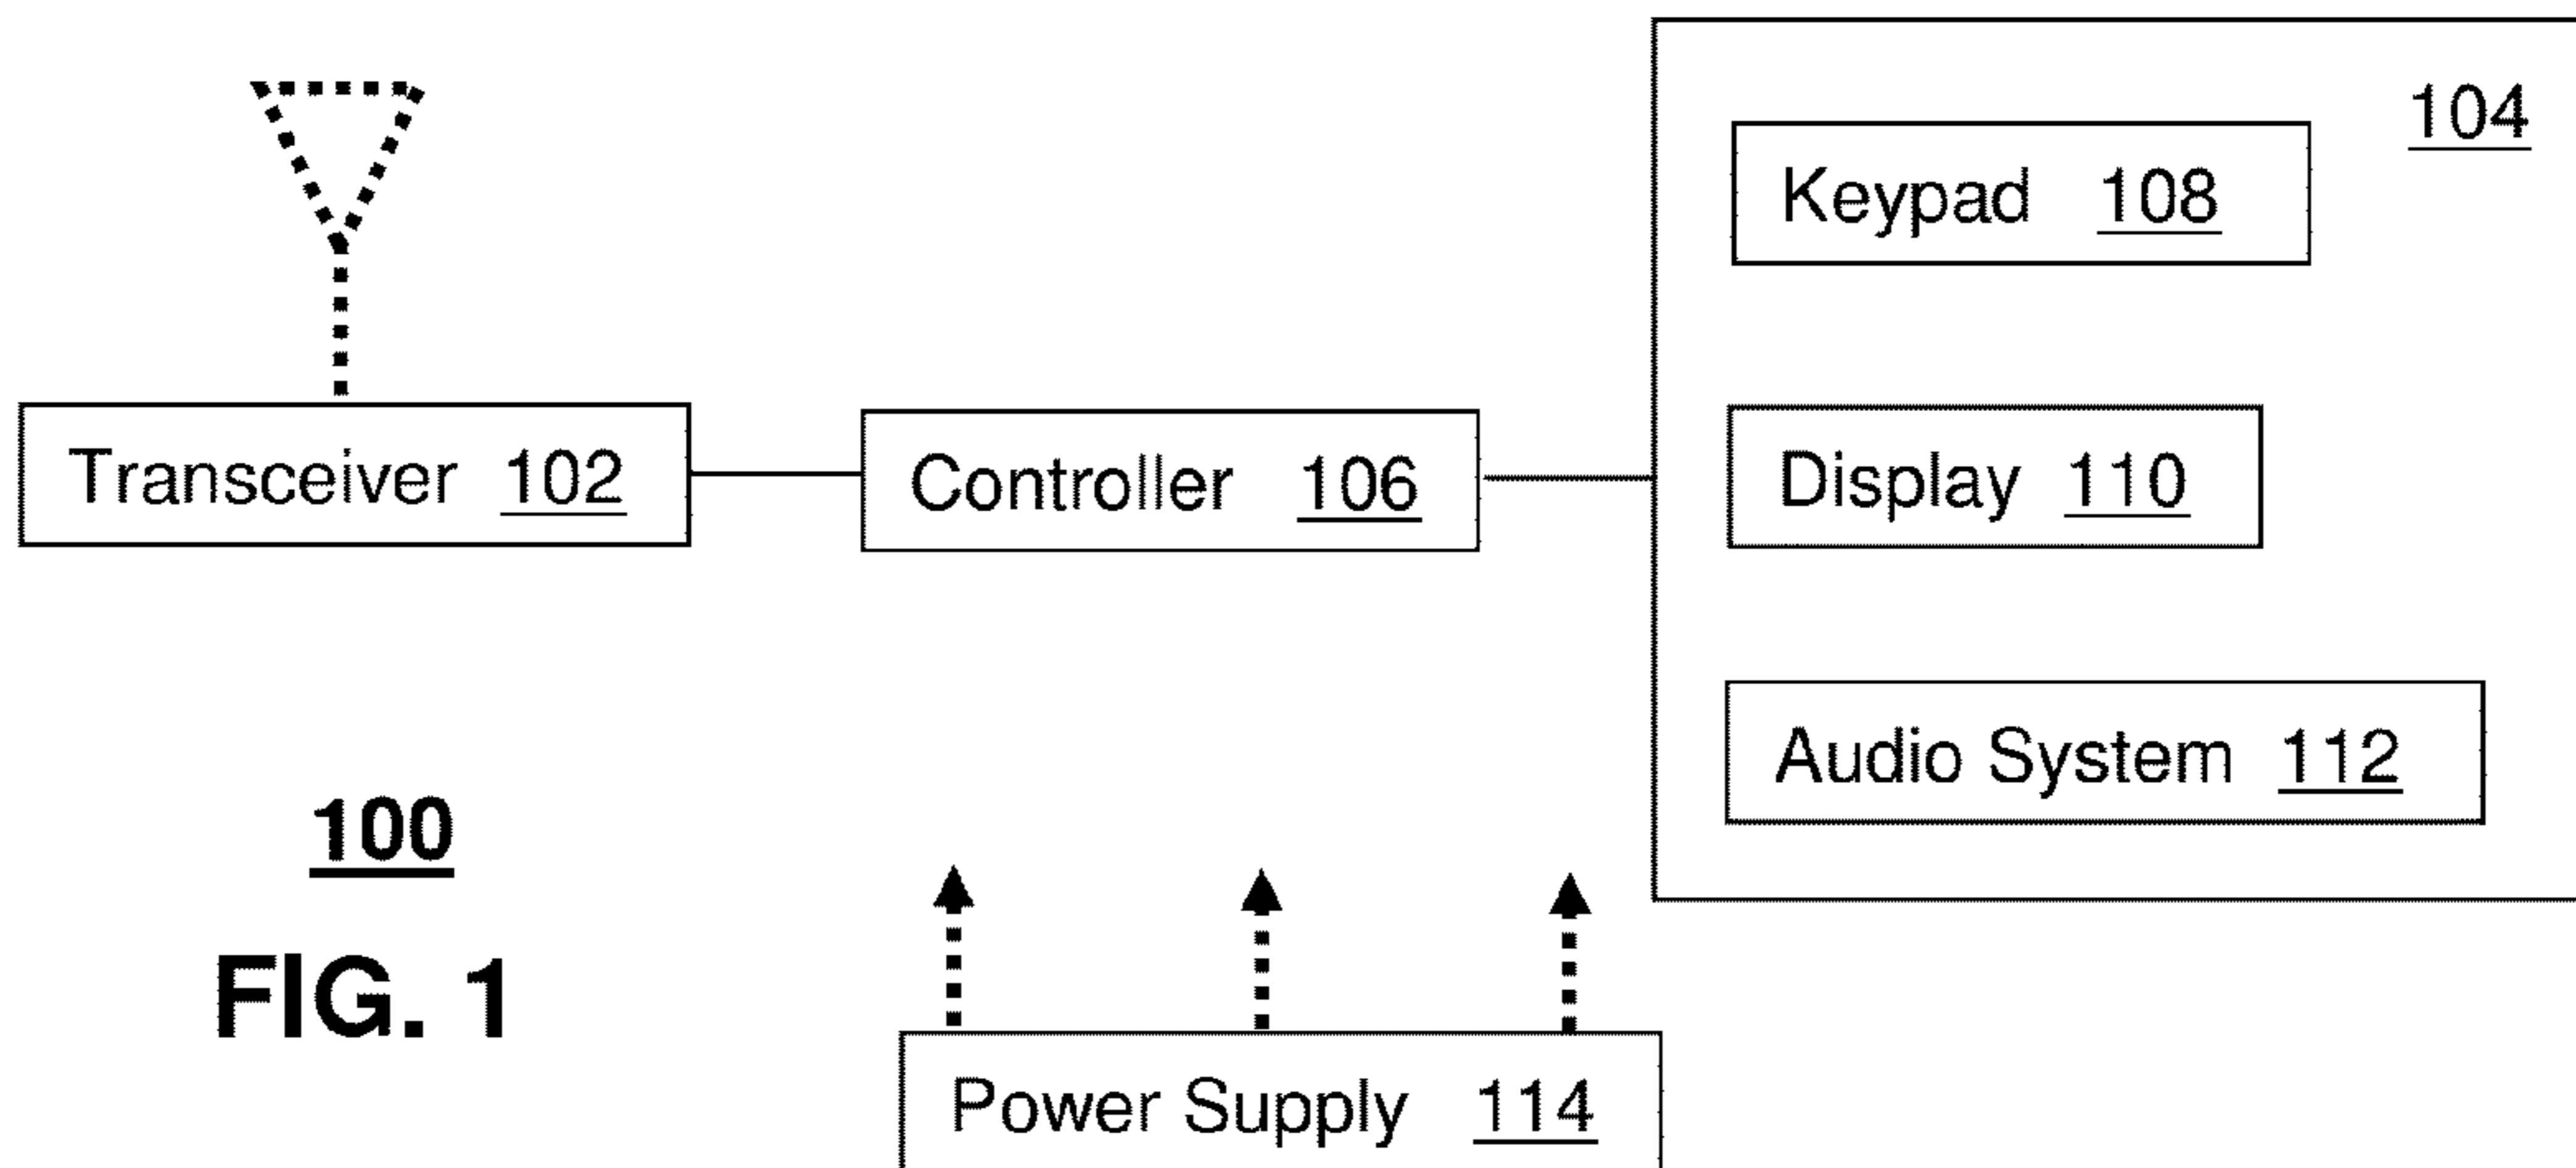 104
Keypad 108
Transceiver 102
Controller 106
Display 110
Audio System 112
100
FIG. 1
Power Supply 114